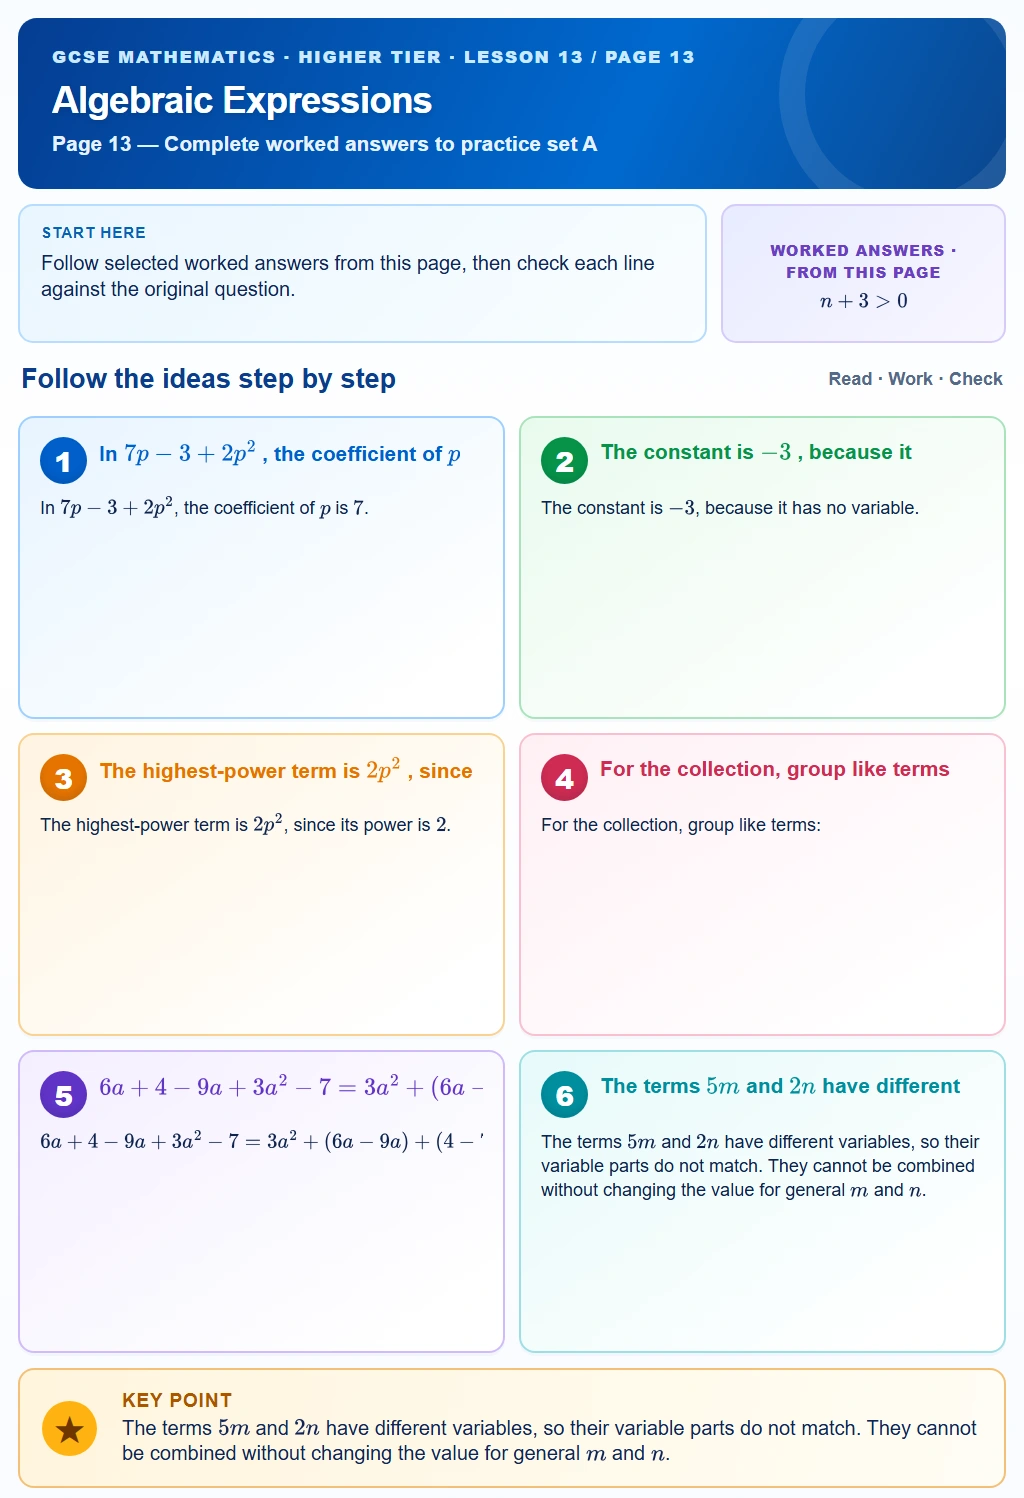 GCSE MATHEMATICS · HIGHER TIER · LESSON 13 / PAGE 13
Algebraic Expressions
Page 13 — Complete worked answers to practice set A
START HERE
Follow selected worked answers from this page, then check each line
against the original question.
WORKED ANSWERS ·
FROM THIS PAGE
n + 3 > 0
Follow the ideas step by step
Read · Work · Check
1 In 7p − 3 + 2p² , the coefficient of p
In 7p − 3 + 2p², the coefficient of p is 7.
2 The constant is −3 , because it
The constant is −3, because it has no variable.
3 The highest-power term is 2p² , since
The highest-power term is 2p², since its power is 2.
4 For the collection, group like terms
For the collection, group like terms:
5 6a + 4 − 9a + 3a² − 7 = 3a² + (6a −
6a + 4 − 9a + 3a² − 7 = 3a² + (6a − 9a) + (4 −
6 The terms 5m and 2n have different
The terms 5m and 2n have different variables, so their
variable parts do not match. They cannot be combined
without changing the value for general m and n.
KEY POINT
The terms 5m and 2n have different variables, so their variable parts do not match. They cannot
be combined without changing the value for general m and n.